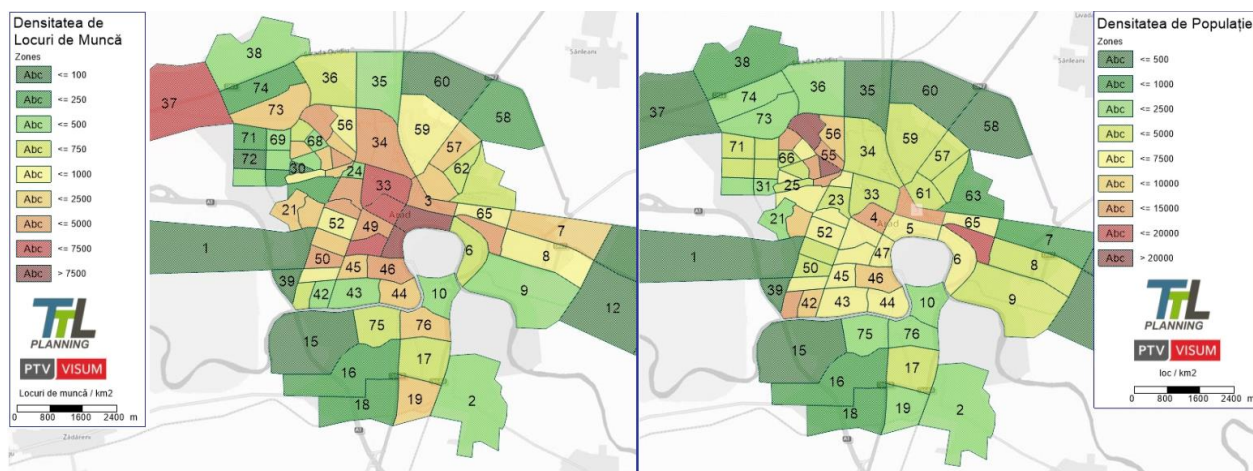 Densitatea de
Locuri de Muncă
Zones
Abc <= 100
Abc <= 250
Abc <= 500
Abc <= 750
Abc <= 1000
Abc <= 2500
Abc <= 5000
Abc <= 7500
Abc > 7500
TTL
PLANNING
PTV VISUM
Locuri de muncă / km2
0 800 1600 2400 m
38
37
74
36
35
60
58
73
56
59
34
57
71
69
68
72
30
24
62
33
3
21
65
7
Arad
52
49
1
6
8
50
45
46
39
42
43
44
10
9
12
15
75
76
16
17
18
19
2
Livada Ovidiu
Sânleani
Zădăreni
Densitatea de Populație
Zones
Abc <= 500
Abc <= 1000
Abc <= 2500
Abc <= 5000
Abc <= 7500
Abc <= 10000
Abc <= 15000
Abc <= 20000
Abc > 20000
TTL
PLANNING
PTV VISUM
loc / km2
0 800 1600 2400 m
38
37
74
36
35
60
58
73
56
59
34
71
66
55
57
31
25
63
23
33
61
21
4
5
65
7
Arad
52
1
47
6
8
50
45
46
39
42
43
44
10
9
15
75
76
16
17
18
19
2
Sânleani